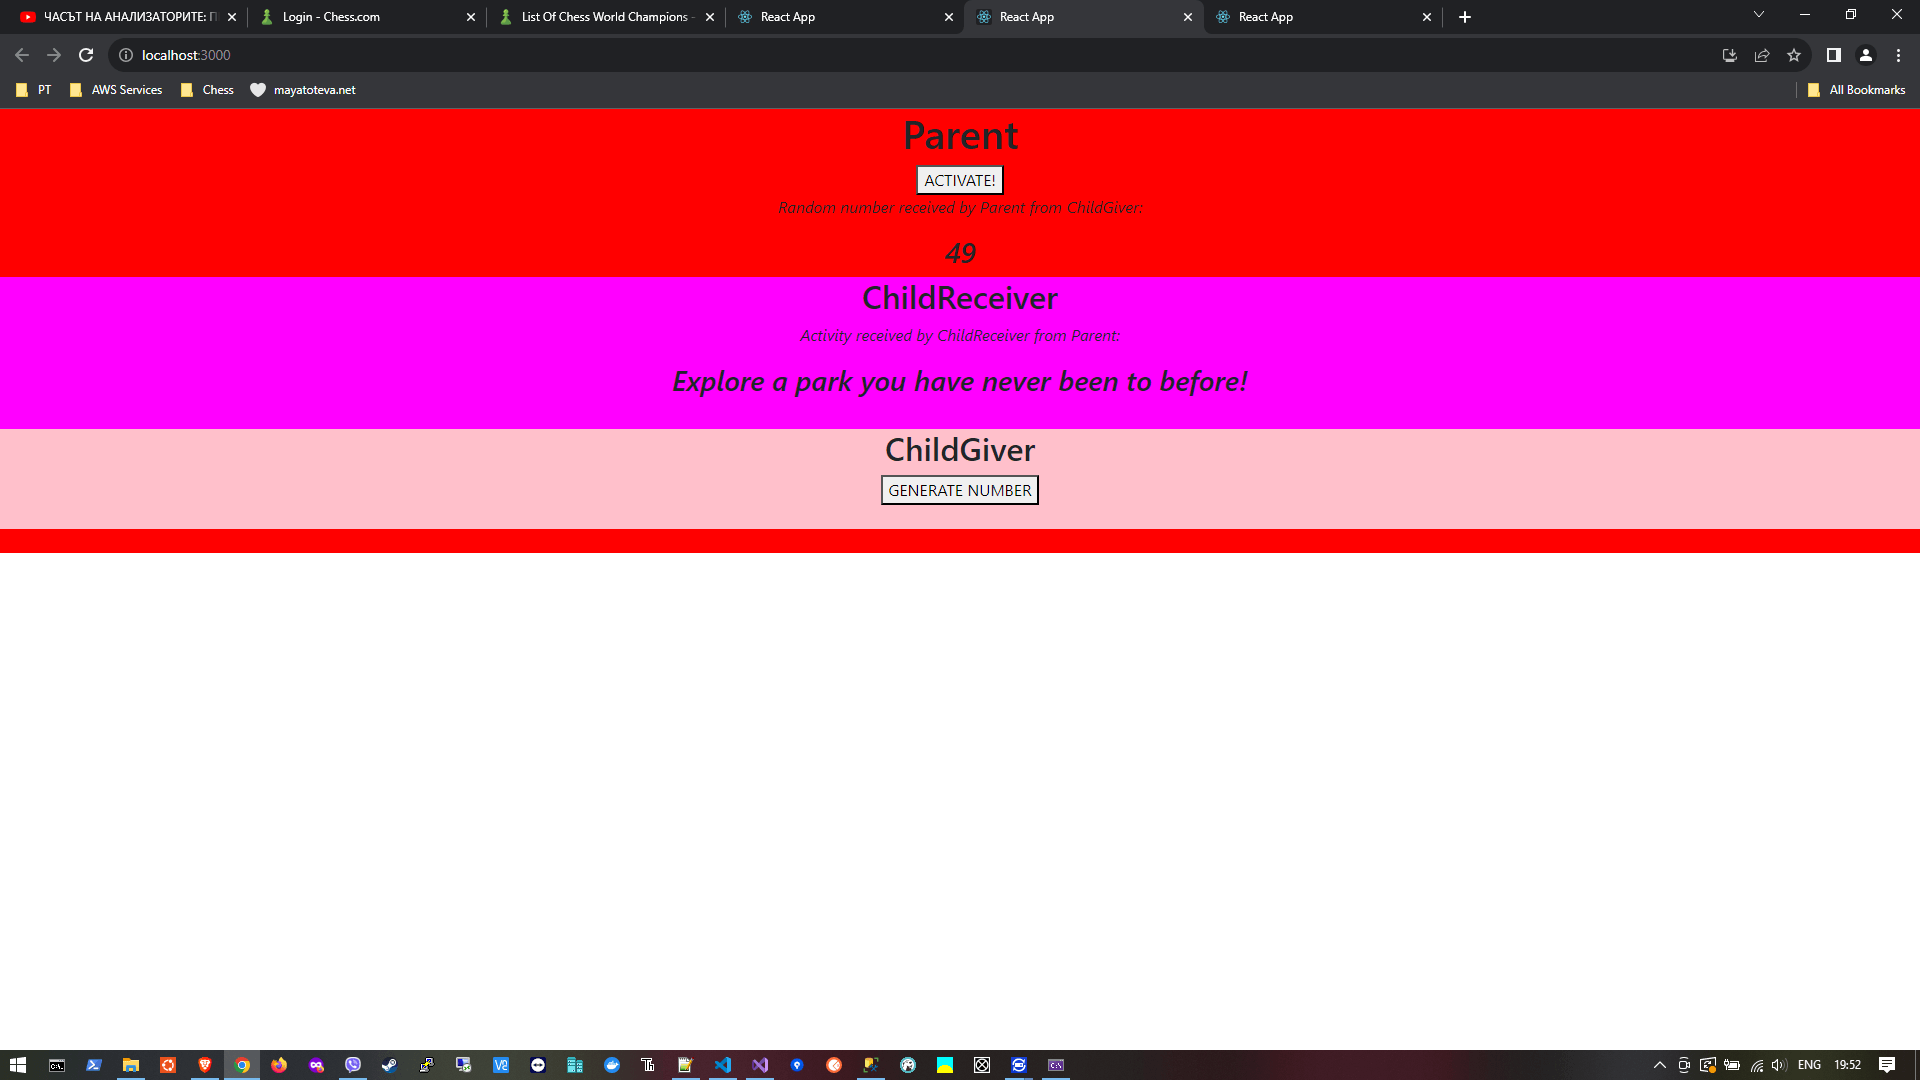 ЧАСЪТ НА АНАЛИЗАТОРИТЕ:
Login - Chess.com
List Of Chess World Champions -
React App
React App
React App
localhost:3000
PT
AWS Services
Chess
mayatoteva.net
All Bookmarks
Parent
ACTIVATE!
Random number received by Parent from ChildGiver:
49
ChildReceiver
Activity received by ChildReceiver from Parent:
Explore a park you have never been to before!
ChildGiver
GENERATE NUMBER
ENG
19:52